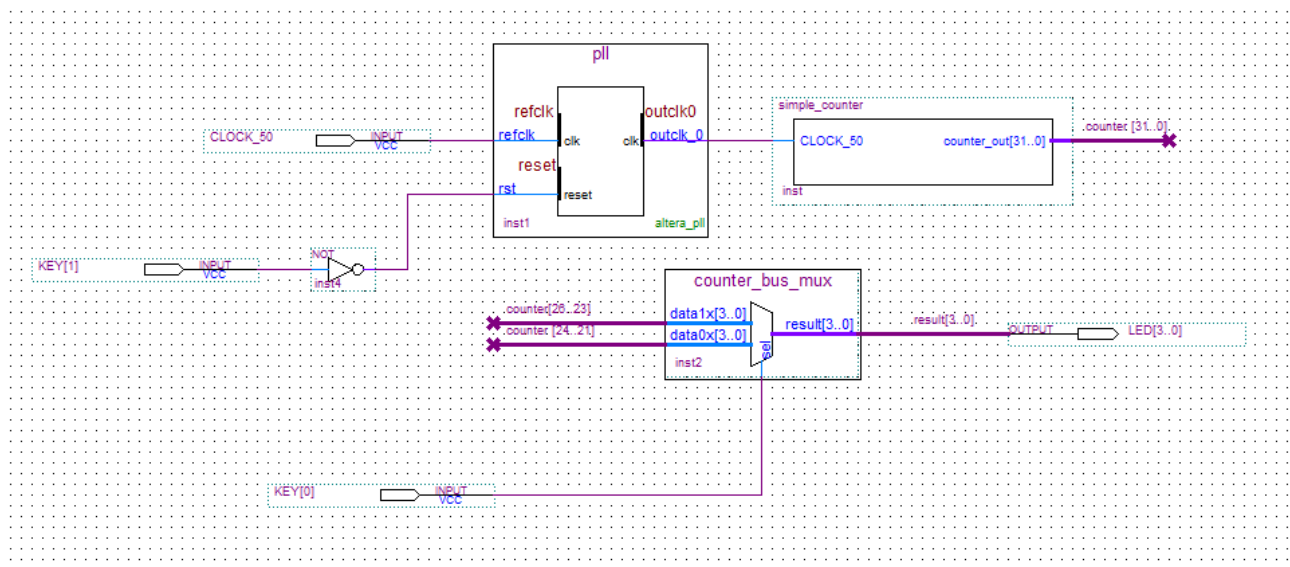 pll
refclk
outclk0
CLOCK_50
INPUT
VCC
refclk
clk
clk
outclk_0
reset
rst
reset
inst1
altera_pll
simple_counter
CLOCK_50
counter_out[31..0]
.counter [31..0]
inst
KEY[1]
INPUT
VCC
NOT
inst4
counter_bus_mux
.counter[26..23]
data1x[3..0]
.counter [24..21]
data0x[3..0]
result[3..0]
sel
inst2
.result[3..0].
OUTPUT
LED[3..0]
KEY[0]
INPUT
VCC